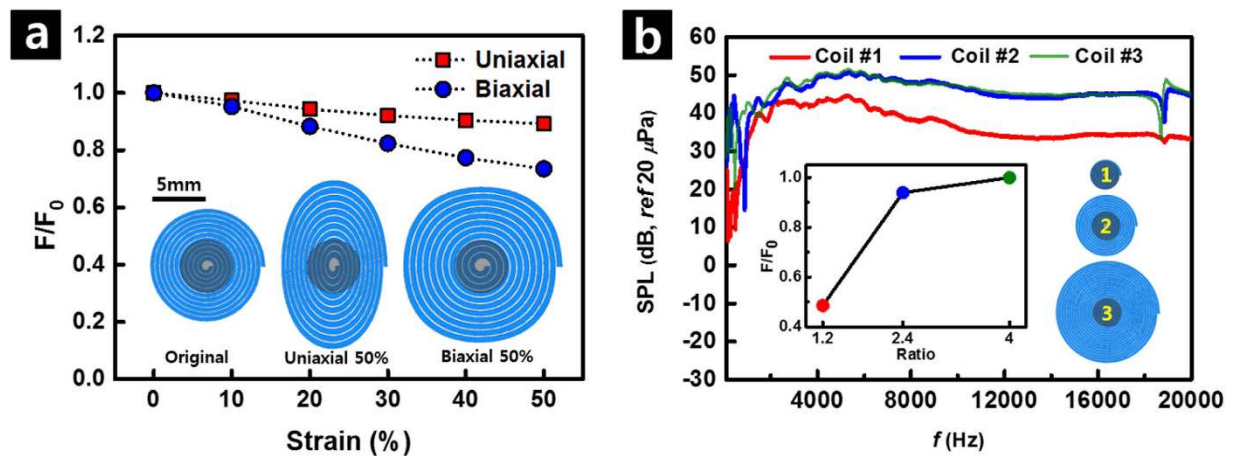 a
1.2
1.0
0.8
0.6
0.4
0.2
0.0
F/F0
Uniaxial
Biaxial
5mm
Original
Uniaxial 50%
Biaxial 50%
0 10 20 30 40 50
Strain (%)
b
60
50
40
30
20
10
0
-10
-20
-30
SPL (dB, ref 20 μPa)
Coil #1 Coil #2 Coil #3
1.0
0.8
0.6
0.4
F/F0
1.2 2.4 4
Ratio
1
2
3
4000 8000 12000 16000 20000
f (Hz)